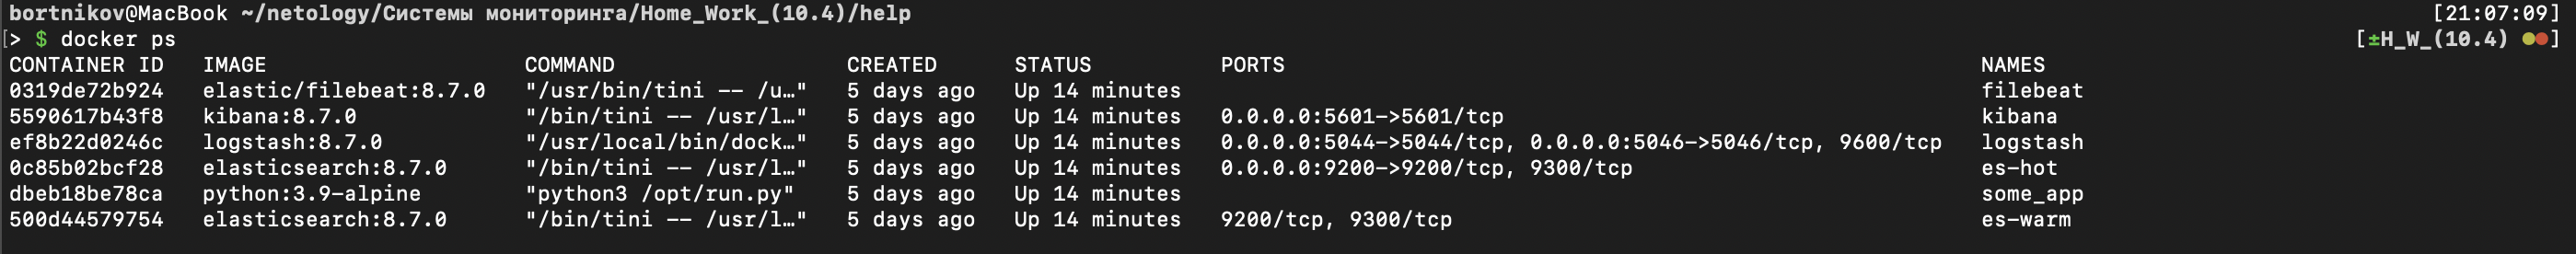 bortnikov@MacBook ~/netology/Системы мониторинга/Home_Work_(10.4)/help [21:07:09]
[> $ docker ps [±H_W_(10.4) ●●]
CONTAINER ID IMAGE COMMAND CREATED STATUS PORTS NAMES
0319de72b924 elastic/filebeat:8.7.0 "/usr/bin/tini -- /u…" 5 days ago Up 14 minutes filebeat
5590617b43f8 kibana:8.7.0 "/bin/tini -- /usr/l…" 5 days ago Up 14 minutes 0.0.0.0:5601->5601/tcp kibana
ef8b22d0246c logstash:8.7.0 "/usr/local/bin/dock…" 5 days ago Up 14 minutes 0.0.0.0:5044->5044/tcp, 0.0.0.0:5046->5046/tcp, 9600/tcp logstash
0c85b02bcf28 elasticsearch:8.7.0 "/bin/tini -- /usr/l…" 5 days ago Up 14 minutes 0.0.0.0:9200->9200/tcp, 9300/tcp es-hot
dbeb18be78ca python:3.9-alpine "python3 /opt/run.py" 5 days ago Up 14 minutes some_app
500d44579754 elasticsearch:8.7.0 "/bin/tini -- /usr/l…" 5 days ago Up 14 minutes 9200/tcp, 9300/tcp es-warm